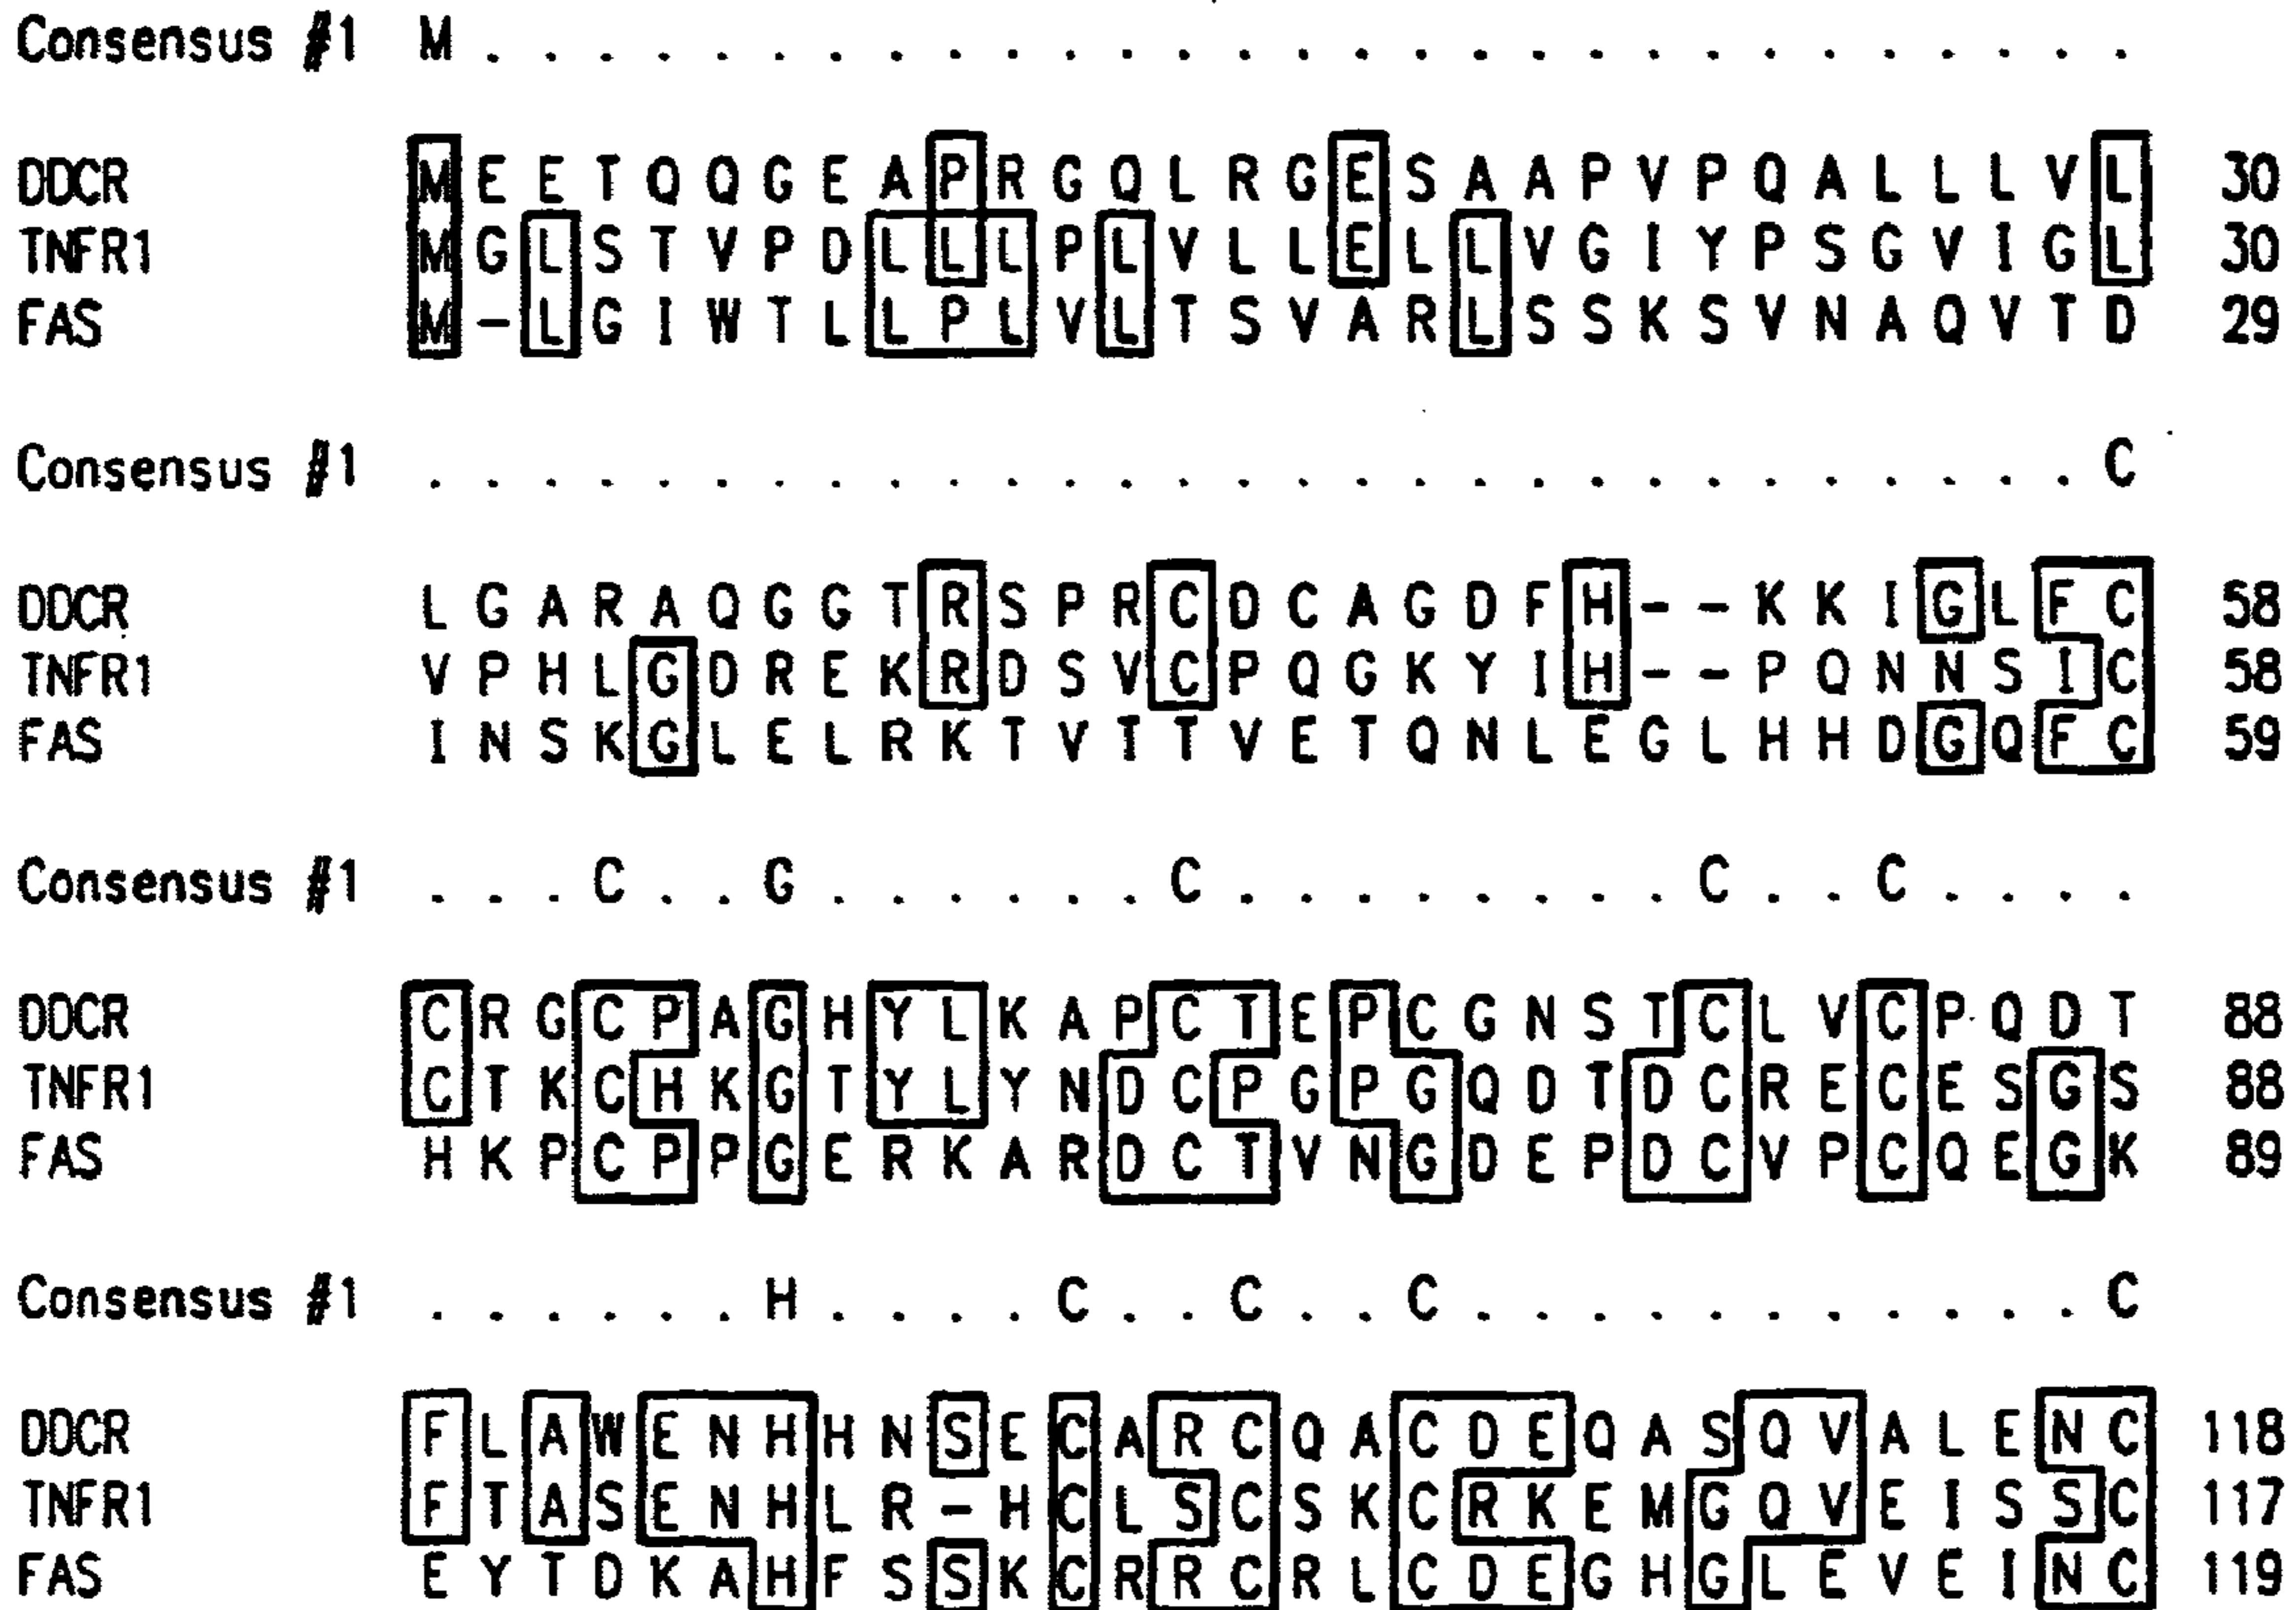 Consensus #1 M . . . . . . . . . . . . . . . . . . . . . . . . . . . . .
DDCR M E E T Q Q G E A P R G Q L R G E S A A P V P Q A L L L V L 30
TNFR1 M G L S T V P D L L L P L V L L E L L V G I Y P S G V I G L 30
FAS M - L G I W T L L P L V L T S V A R L S S K S V N A Q V T D 29
Consensus #1 . . . . . . . . . . . . . . . . . . . . . . . . . . . . . C
DDCR L G A R A Q G G T R S P R C D C A G D F H - - K K I G L F C 58
TNFR1 V P H L G D R E K R D S V C P Q G K Y I H - - P Q N N S I C 58
FAS I N S K G L E L R K T V T T V E T Q N L E G L H H D G Q F C 59
Consensus #1 . . . C . . G . . . . . . C . . . . . . . . C . . C . . . .
DDCR C R G C P A G H Y L K A P C T E P C G N S T C L V C P Q D T 88
TNFR1 C T K C H K G T Y L Y N D C P G P G Q D T D C R E C E S G S 88
FAS H K P C P P G E R K A R D C T V N G D E P D C V P C Q E G K 89
Consensus #1 . . . . . . H . . . . C . . C . . C . . . . . . . . . . . C
DDCR F L A W E N H H N S E C A R C Q A C D E Q A S Q V A L E N C 118
TNFR1 F T A S E N H L R - H C L S C S K C R K E M G Q V E I S S C 117
FAS E Y T D K A H F S S K C R R C R L C D E G H G L E V E I N C 119